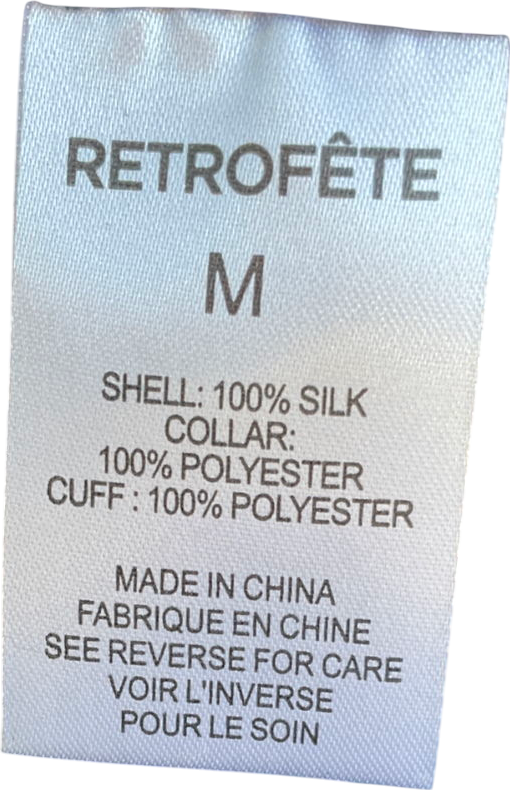 RETROFÊTE
M
SHELL: 100% SILK
COLLAR:
100% POLYESTER
CUFF : 100% POLYESTER
MADE IN CHINA
FABRIQUE EN CHINE
SEE REVERSE FOR CARE
VOIR L'INVERSE
POUR LE SOIN